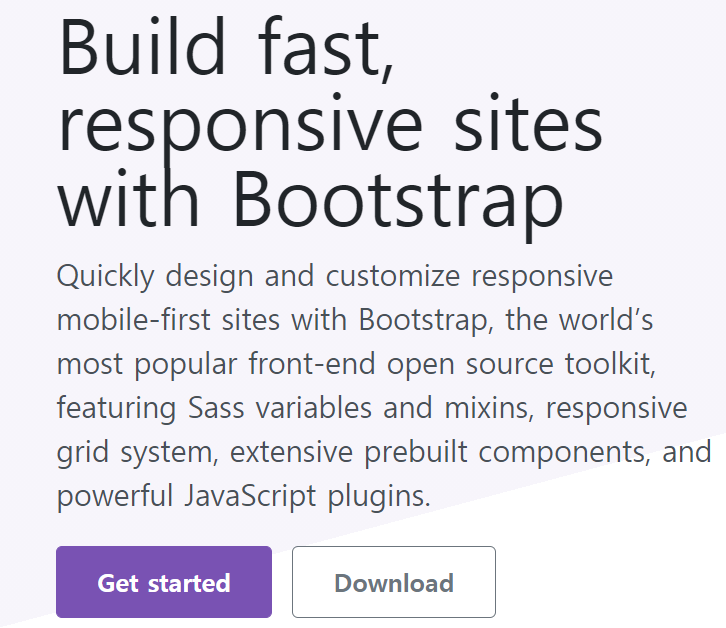 Build fast,
responsive sites
with Bootstrap
Quickly design and customize responsive
mobile-first sites with Bootstrap, the world’s
most popular front-end open source toolkit,
featuring Sass variables and mixins, responsive
grid system, extensive prebuilt components, and
powerful JavaScript plugins.
Get started
Download